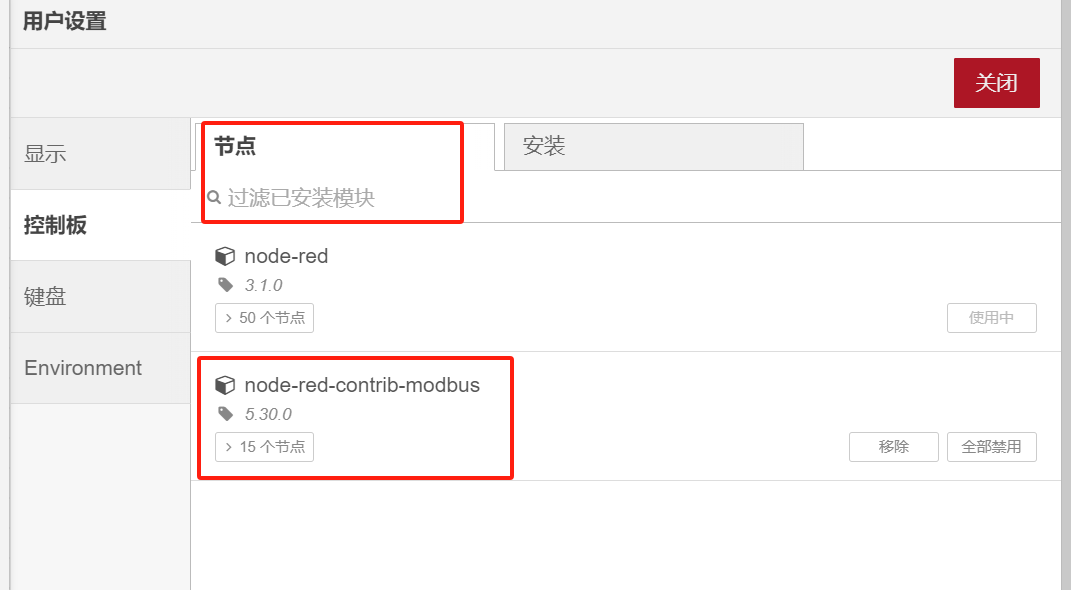 用户设置
关闭
显示
控制板
键盘
Environment
节点
安装
过滤已安装模块
node-red
3.1.0
50 个节点
使用中
node-red-contrib-modbus
5.30.0
15 个节点
移除
全部禁用